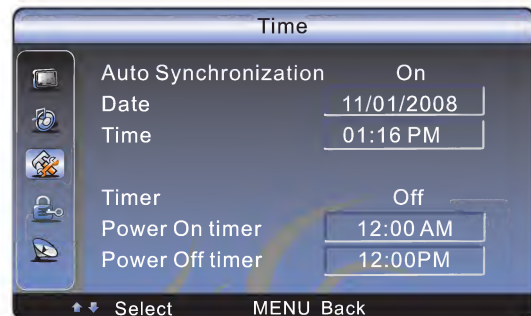 Time
Auto Synchronization On
Date 11/01/2008
Time 01:16 PM
Timer Off
Power On timer 12:00 AM
Power Off timer 12:00PM
Select MENU Back